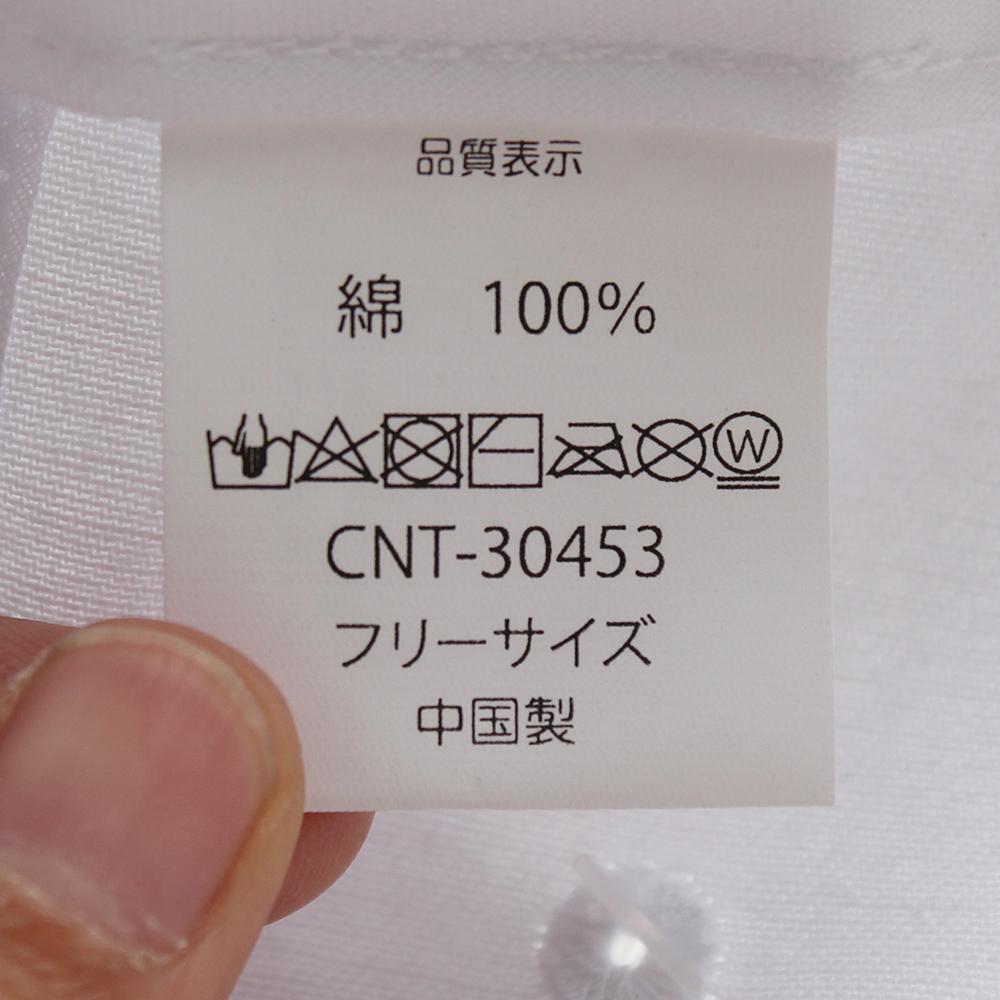 品質表示
綿　100%
W
CNT-30453
フリーサイズ
中国製